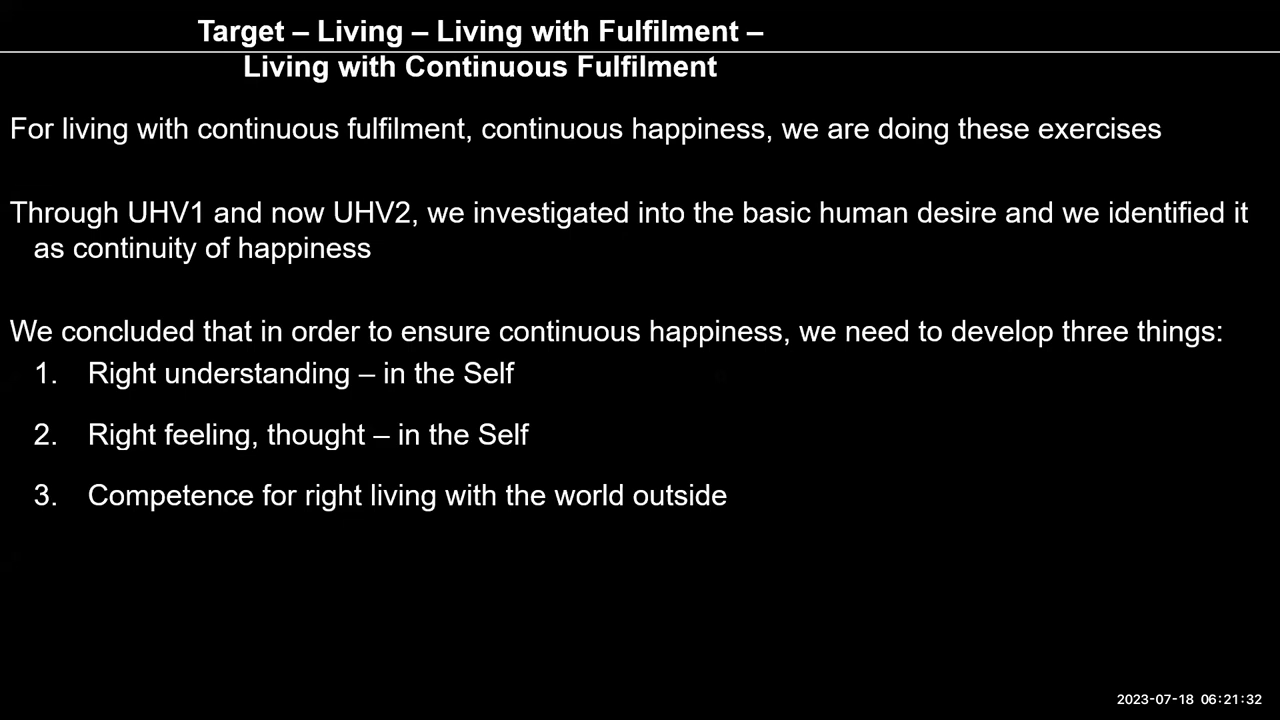 Target – Living – Living with Fulfilment –
Living with Continuous Fulfilment
For living with continuous fulfilment, continuous happiness, we are doing these exercises
Through UHV1 and now UHV2, we investigated into the basic human desire and we identified it
as continuity of happiness
We concluded that in order to ensure continuous happiness, we need to develop three things:
1. Right understanding – in the Self
2. Right feeling, thought – in the Self
3. Competence for right living with the world outside
2023-07-18 06:21:32